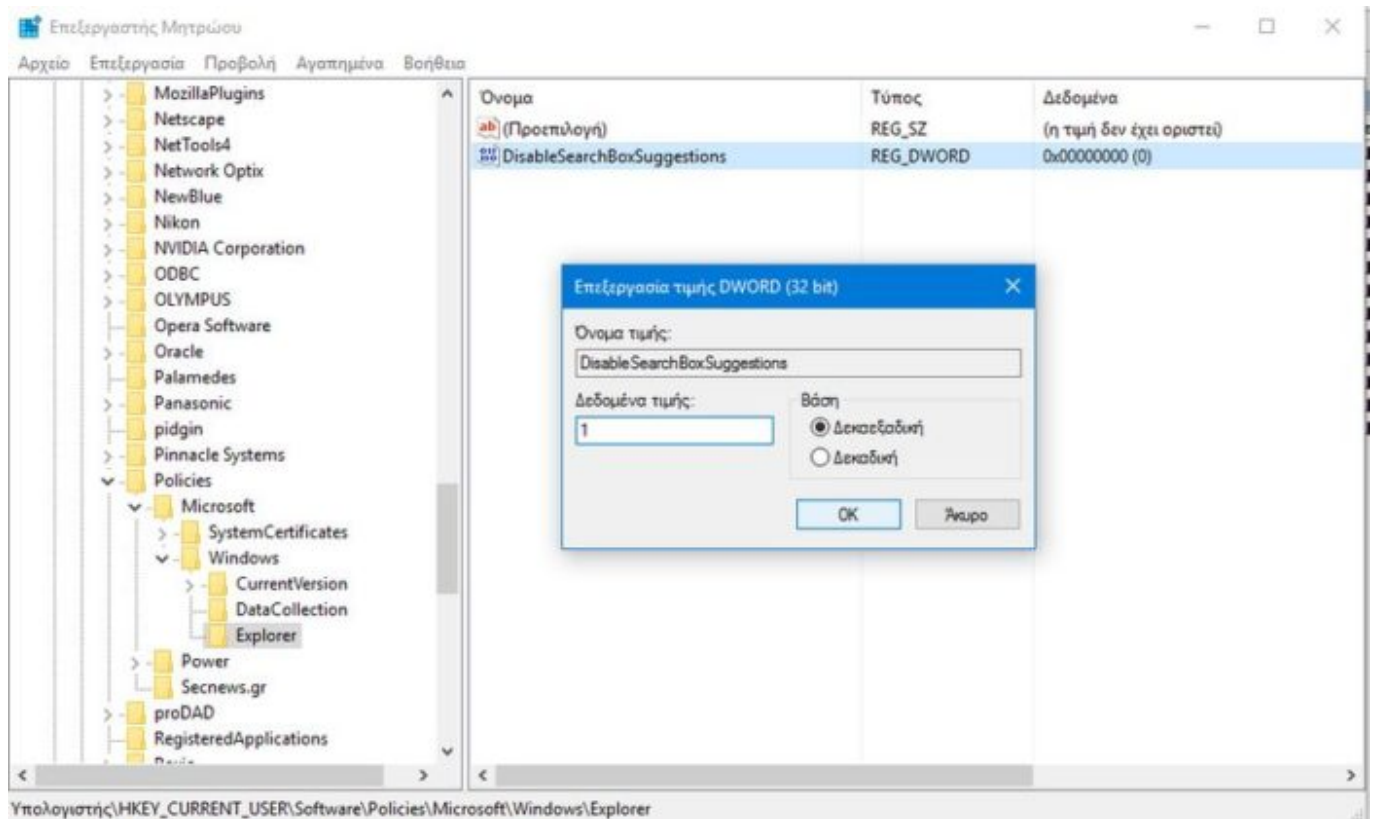 Επεξεργαστής Μητρώου
Αρχείο Επεξεργασία Προβολή Αγαπημένα Βοήθεια
MozillaPlugins
Netscape
NetTools4
Network Optix
NewBlue
Nikon
NVIDIA Corporation
ODBC
OLYMPUS
Opera Software
Oracle
Palamedes
Panasonic
pidgin
Pinnacle Systems
Policies
Microsoft
SystemCertificates
Windows
CurrentVersion
DataCollection
Explorer
Power
Secnews.gr
proDAD
RegisteredApplications
Όνομα Τύπος Δεδομένα
ab (Προεπιλογή) REG_SZ (η τιμή δεν έχει οριστεί)
DisableSearchBoxSuggestions REG_DWORD 0x00000000 (0)
Επεξεργασία τιμής DWORD (32 bit)
Όνομα τιμής:
DisableSearchBoxSuggestions
Δεδομένα τιμής:
1
Βάση
Δεκαεξαδική
Δεκαδική
OK Άκυρο
Υπολογιστής\HKEY_CURRENT_USER\Software\Policies\Microsoft\Windows\Explorer